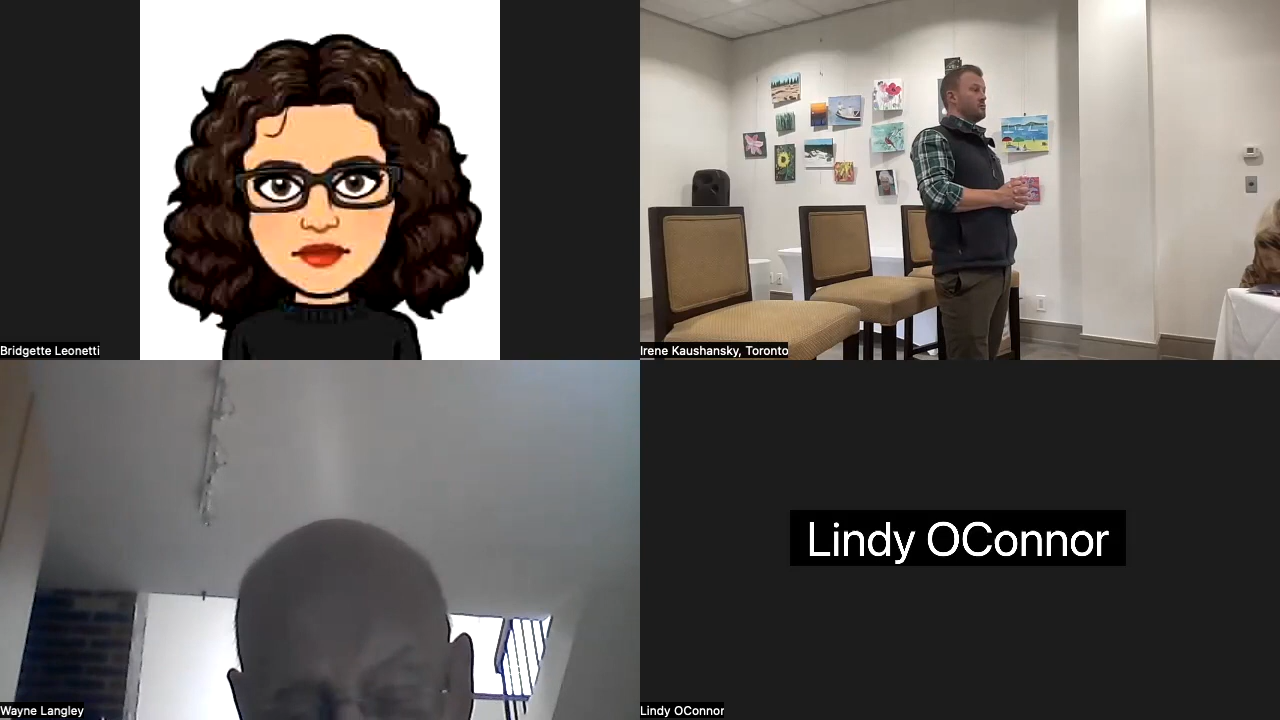 Bridgette Leonetti
Irene Kaushansky, Toronto
Wayne Langley
Lindy OConnor
Lindy OConnor